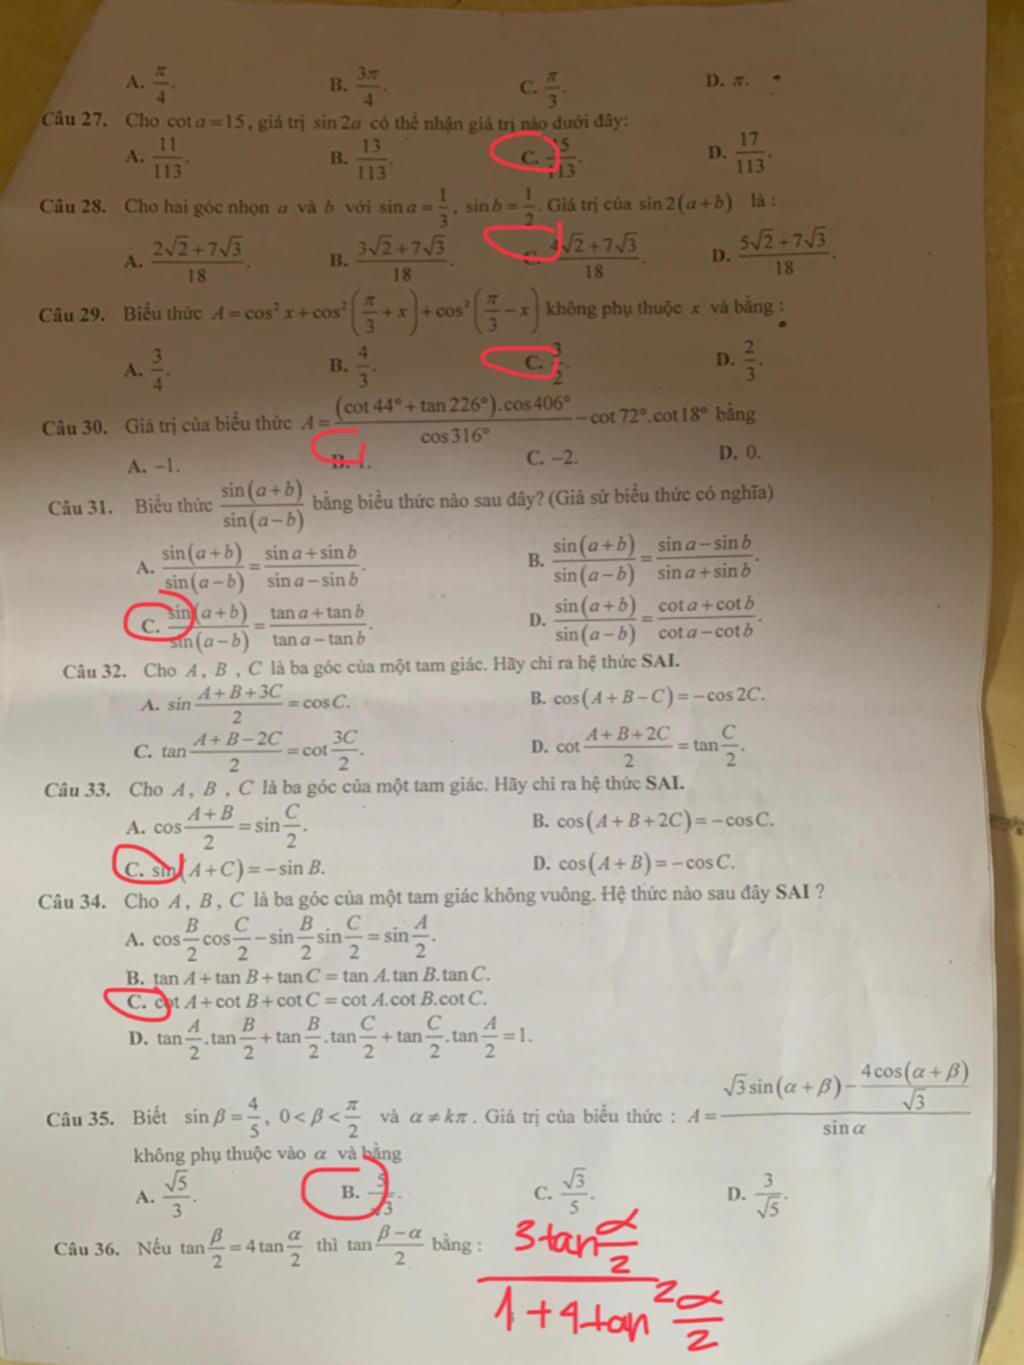 A. π/4. B. 3π/4. C. π/3. D. π.
Câu 27. Cho cot a = 15, giá trị sin 2a có thể nhận giá trị nào dưới đây:
A. 11/113. B. 13/113. C. 15/113. D. 17/113.
Câu 28. Cho hai góc nhọn a và b với sin a = 1/3, sin b = 1/2. Giá trị của sin 2(a+b) là :
A. (2√2+7√3)/18. B. (3√2+7√3)/18. C. (4√2+7√3)/18. D. (5√2+7√3)/18.
Câu 29. Biểu thức A = cos² x + cos²(π/3 + x) + cos²(π/3 − x) không phụ thuộc x và bằng :
A. 3/4. B. 4/3. C. 3/2. D. 2/3.
Câu 30. Giá trị của biểu thức A = (cot 44° + tan 226°).cos 406° / cos 316° − cot 72°.cot 18° bằng
A. −1. B. 1. C. −2. D. 0.
Câu 31. Biểu thức sin(a+b)/sin(a−b) bằng biểu thức nào sau đây? (Giả sử biểu thức có nghĩa)
A. sin(a+b)/sin(a−b) = (sin a + sin b)/(sin a − sin b). B. sin(a+b)/sin(a−b) = (sin a − sin b)/(sin a + sin b).
C. sin(a+b)/sin(a−b) = (tan a + tan b)/(tan a − tan b). D. sin(a+b)/sin(a−b) = (cot a + cot b)/(cot a − cot b).
Câu 32. Cho A, B, C là ba góc của một tam giác. Hãy chỉ ra hệ thức SAI.
A. sin (A+B+3C)/2 = cos C. B. cos(A+B−C) = −cos 2C.
C. tan (A+B−2C)/2 = cot 3C/2. D. cot (A+B+2C)/2 = tan C/2.
Câu 33. Cho A, B, C là ba góc của một tam giác. Hãy chỉ ra hệ thức SAI.
A. cos (A+B)/2 = sin C/2. B. cos(A+B+2C) = −cos C.
C. sin(A+C) = −sin B. D. cos(A+B) = −cos C.
Câu 34. Cho A, B, C là ba góc của một tam giác không vuông. Hệ thức nào sau đây SAI ?
A. cos B/2 cos C/2 − sin B/2 sin C/2 = sin A/2.
B. tan A + tan B + tan C = tan A.tan B.tan C.
C. cot A + cot B + cot C = cot A.cot B.cot C.
D. tan A/2.tan B/2 + tan B/2.tan C/2 + tan C/2.tan A/2 = 1.
Câu 35. Biết sin β = 4/5, 0 < β < π/2 và α ≠ kπ. Giá trị của biểu thức : A = (√3 sin(α+β) − 4cos(α+β)/√3)/sin α
không phụ thuộc vào α và bằng
A. √5/3. B. 5/√3. C. √3/5. D. 3/√5.
Câu 36. Nếu tan β/2 = 4 tan α/2 thì tan (β−α)/2 bằng :
3tan α/2
1+4tan² α/2